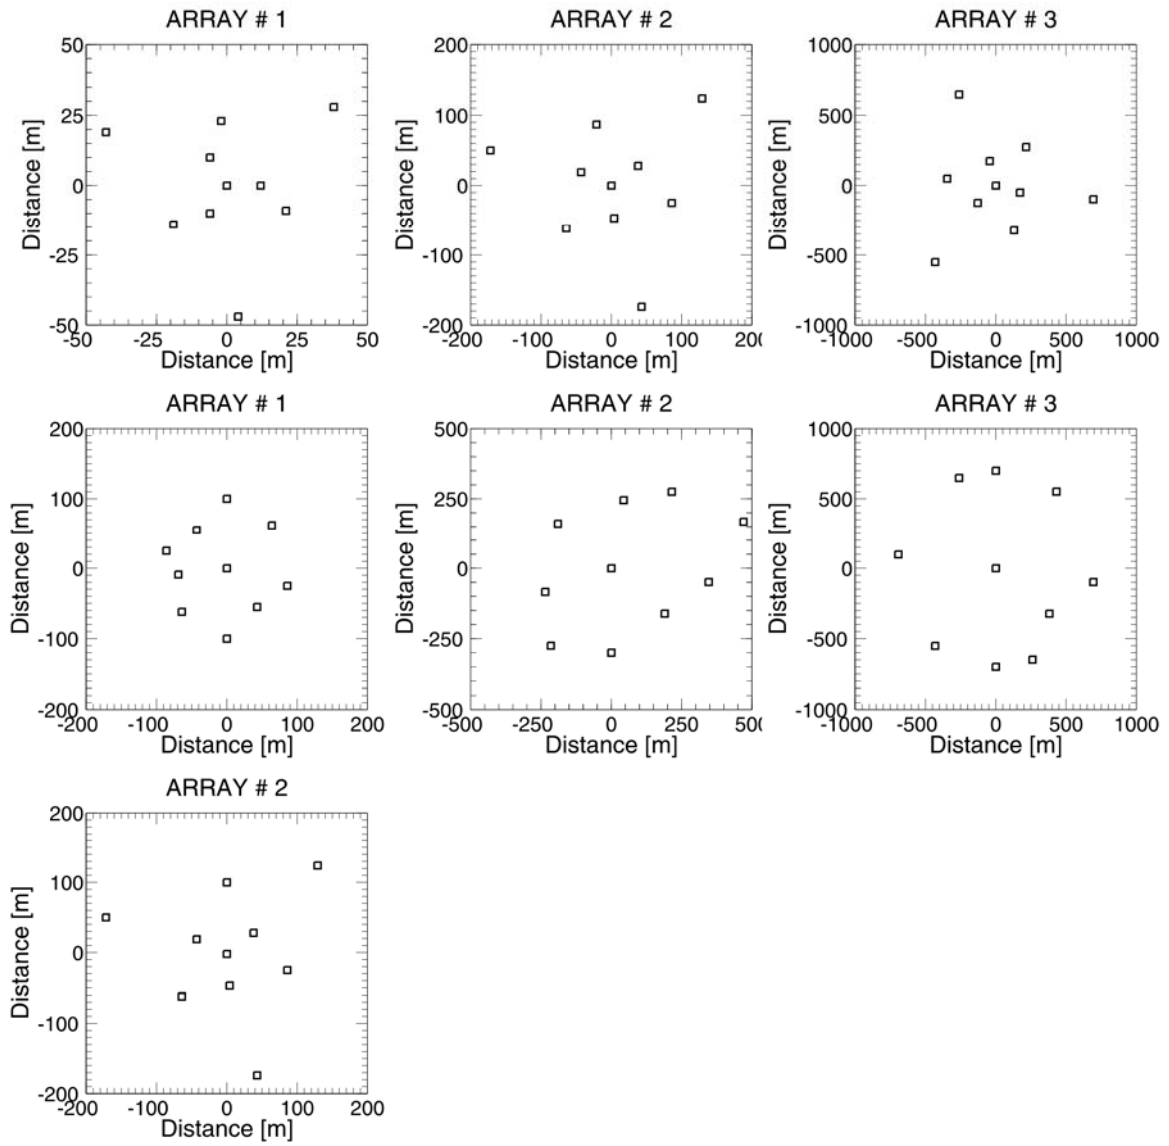 ARRAY # 1 ARRAY # 2 ARRAY # 3
50 200 1000
25 100 500
Distance [m] 0 Distance [m] 0 Distance [m] 0
-25 -100 -500
-50 -200 -1000
-50 -25 0 25 50 -200 -100 0 100 200 -1000 -500 0 500 1000
Distance [m] Distance [m] Distance [m]
ARRAY # 1 ARRAY # 2 ARRAY # 3
200 500 1000
100 250 500
Distance [m] 0 Distance [m] 0 Distance [m] 0
-100 -250 -500
-200 -500 -1000
-200 -100 0 100 200 -500 -250 0 250 500 -1000 -500 0 500 1000
Distance [m] Distance [m] Distance [m]
ARRAY # 2
200
100
Distance [m] 0
-100
-200
-200 -100 0 100 200
Distance [m]